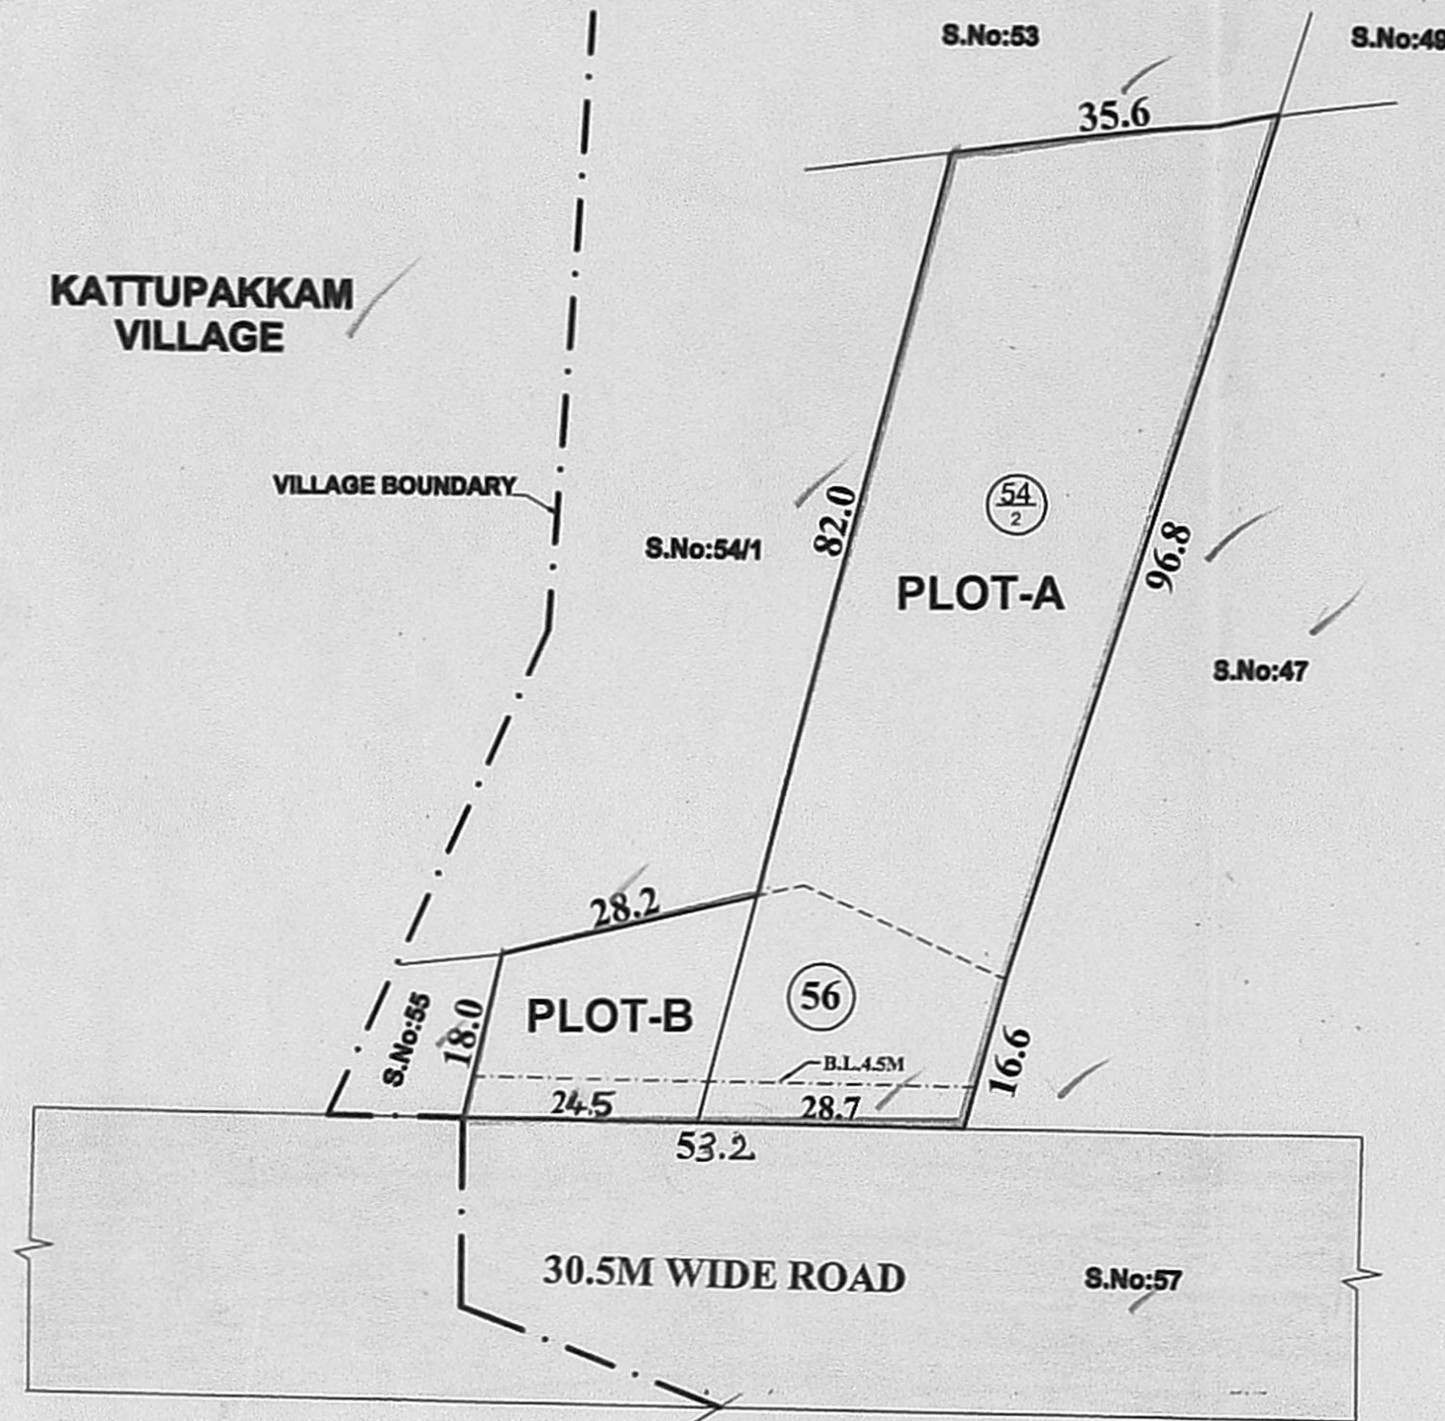 S.No:53
S.No:49
35.6
KATTUPAKKAM
VILLAGE
VILLAGE BOUNDARY
S.No:54/1
82.0
54
2
PLOT-A
96.8
S.No:47
28.2
S.No:55
18.0
PLOT-B
56
B.L.4.5M
16.6
24.5
28.7
53.2
30.5M WIDE ROAD
S.No:57